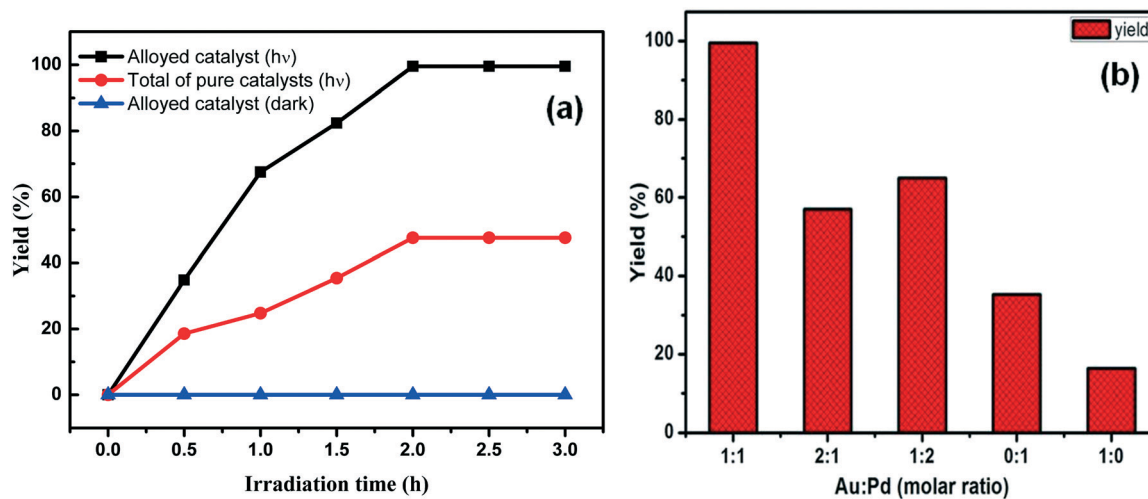 Alloyed catalyst (hν)
Total of pure catalysts (hν)
Alloyed catalyst (dark)
(a)
Yield (%)
100
80
60
40
20
0
0.0 0.5 1.0 1.5 2.0 2.5 3.0
Irradiation time (h)
yield
(b)
Yield (%)
100
80
60
40
20
0
1:1 2:1 1:2 0:1 1:0
Au:Pd (molar ratio)